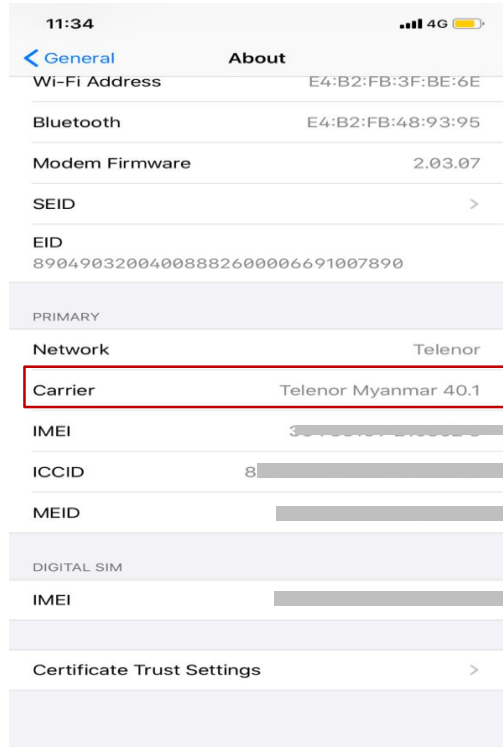 11:34
4G
General
About
Wi-Fi Address
E4:B2:FB:3F:BE:6E
Bluetooth
E4:B2:FB:48:93:95
Modem Firmware
2.03.07
SEID
EID
89049032004008882600006691007890
PRIMARY
Network
Telenor
Carrier
Telenor Myanmar 40.1
IMEI
ICCID
8
MEID
DIGITAL SIM
IMEI
Certificate Trust Settings